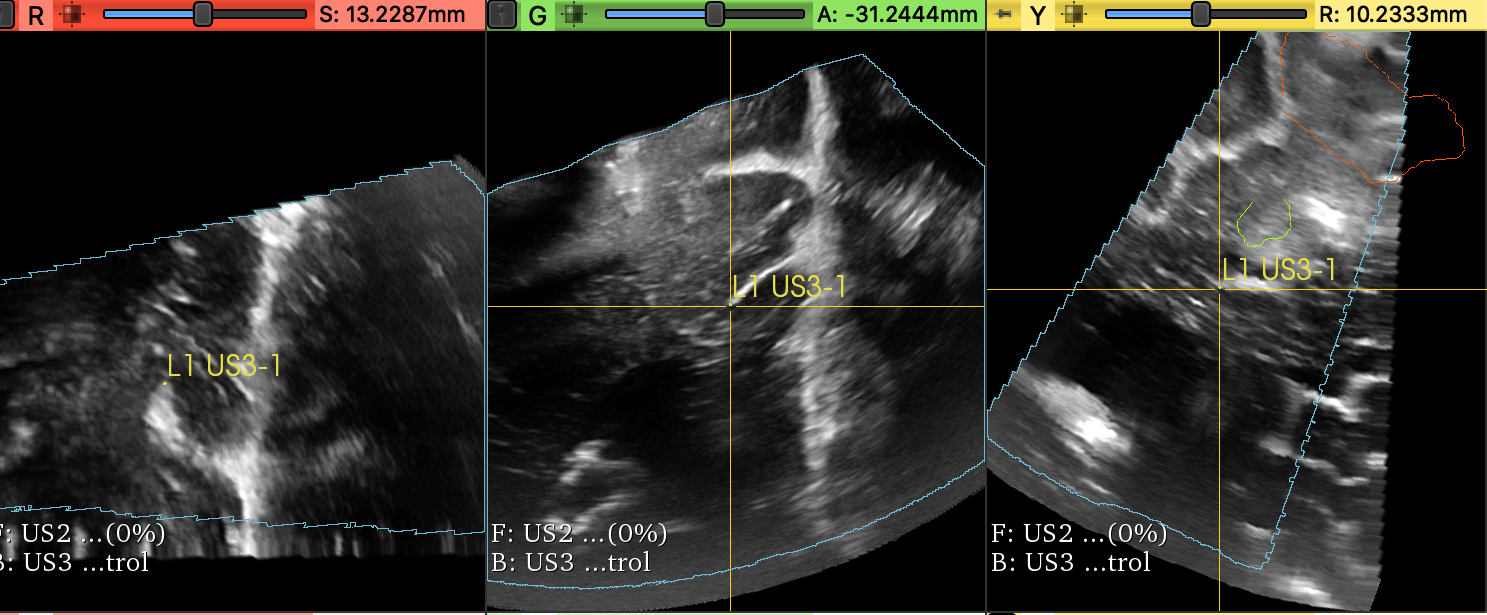 R S: 13.2287mm
G A: -31.2444mm
Y R: 10.2333mm
L1 US3-1
L1 US3-1
L1 US3-1
F: US2 ...(0%)
B: US3 ...trol
F: US2 ...(0%)
B: US3 ...trol
F: US2 ...(0%)
B: US3 ...trol